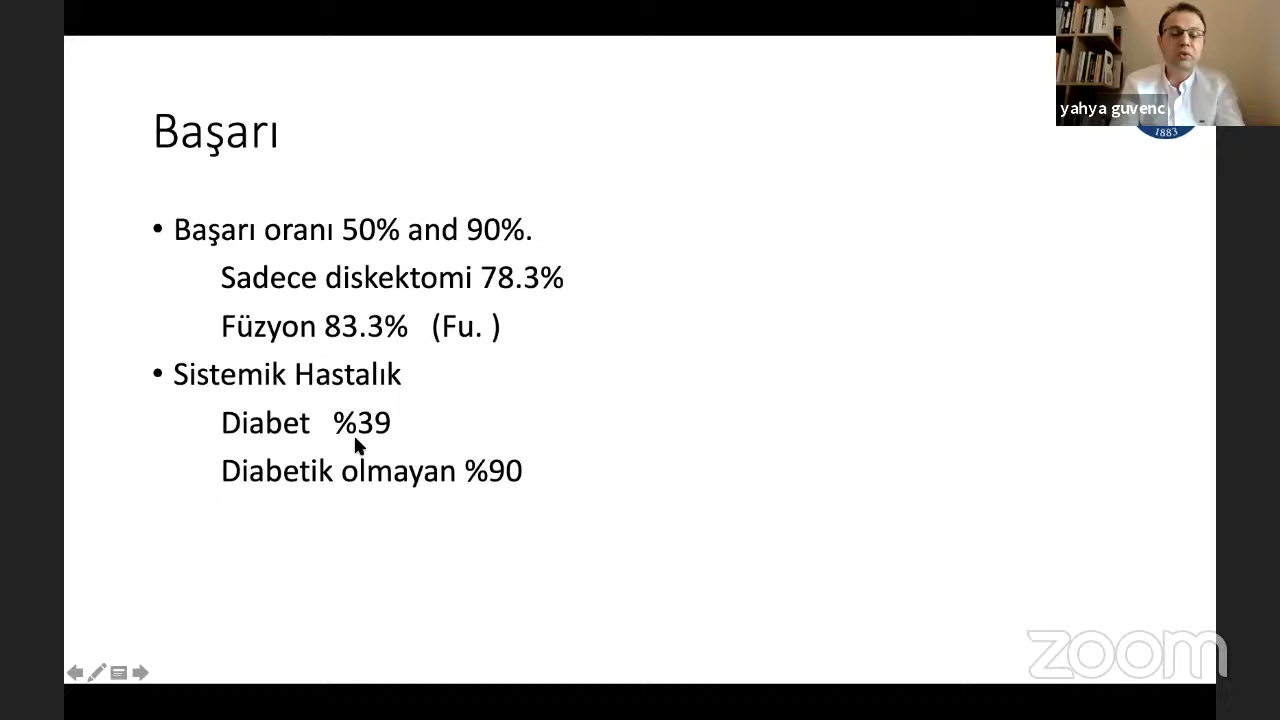 Başarı
• Başarı oranı 50% and 90%.
Sadece diskektomi 78.3%
Füzyon 83.3% (Fu. )
• Sistemik Hastalık
Diabet %39
Diabetik olmayan %90
yahya guvenc
1883
zoom